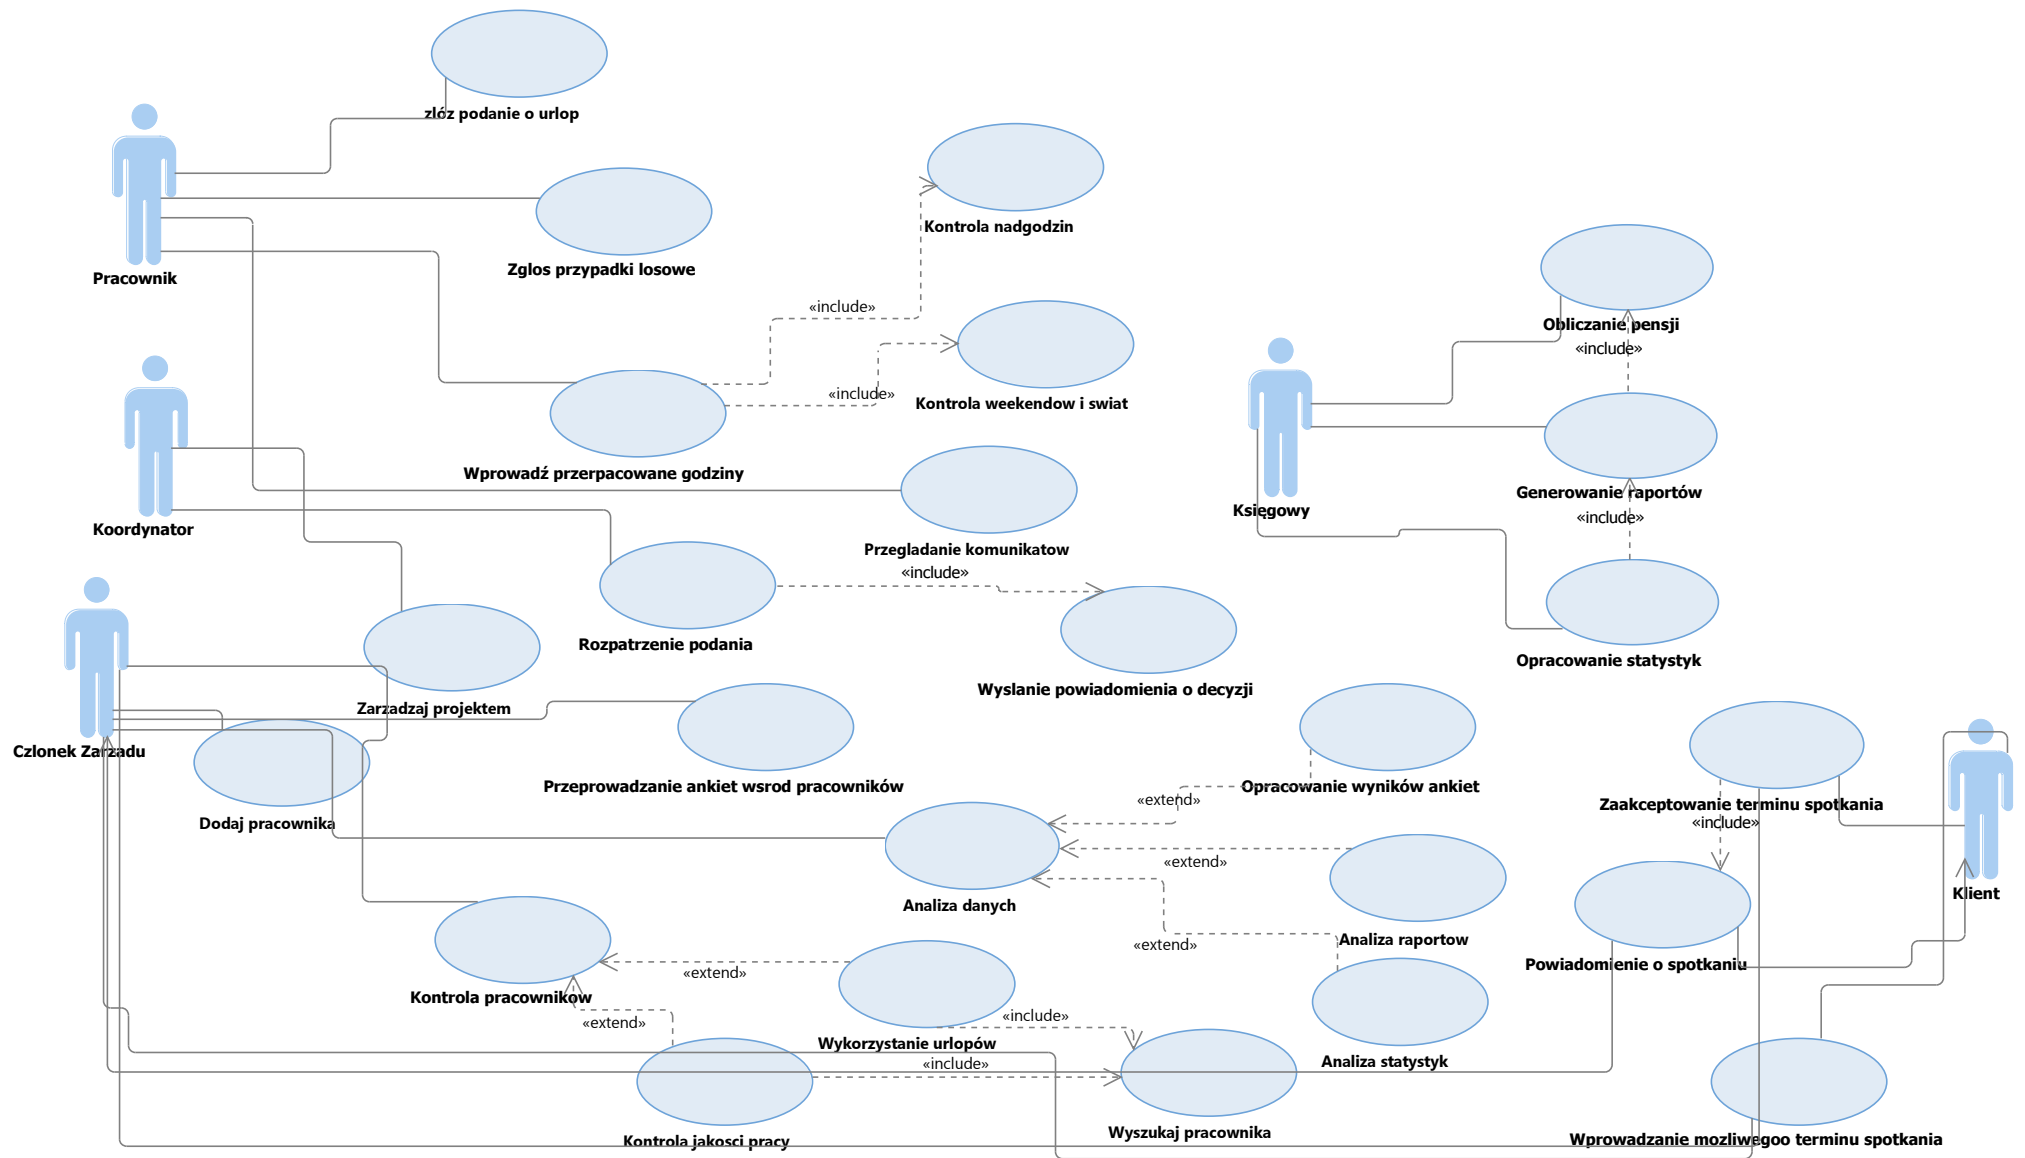 zlóz podanie o urlop
Pracownik
Zglos przypadki losowe
Kontrola nadgodzin
«include»
Kontrola weekendow i swiat
«include»
Wprowadź przerpacowane godziny
Koordynator
Przegladanie komunikatow
«include»
Rozpatrzenie podania
Wyslanie powiadomienia o decyzji
Obliczanie pensji
«include»
Księgowy
Generowanie raportów
«include»
Opracowanie statystyk
Zarzadzaj projektem
Czlonek Zarzadu
Przeprowadzanie ankiet wsrod pracowników
Dodaj pracownika
Opracowanie wyników ankiet
«extend»
«extend»
Analiza danych
Analiza raportow
«extend»
Analiza statystyk
Zaakceptowanie terminu spotkania
«include»
Klient
Powiadomienie o spotkaniu
Kontrola pracowników
«extend»
«extend»
Wykorzystanie urlopów
«include»
«include»
Kontrola jakosci pracy
Wyszukaj pracownika
Wprowadzanie mozliwegoo terminu spotkania